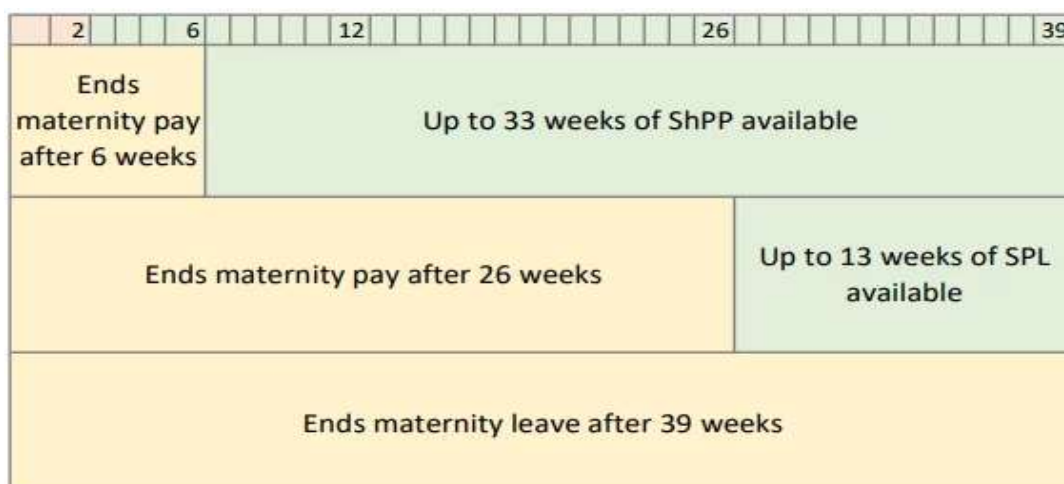 2 6 12 26 39
Ends
maternity pay
after 6 weeks
Up to 33 weeks of ShPP available
Ends maternity pay after 26 weeks
Up to 13 weeks of SPL
available
Ends maternity leave after 39 weeks